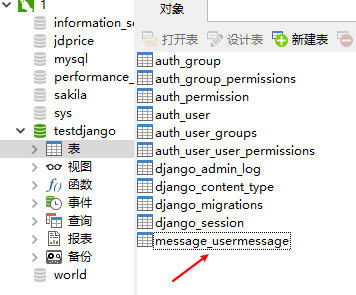 1
information_s
jdprice
mysql
performance_
sakila
sys
testdjango
表
视图
函数
事件
查询
报表
备份
world
对象
打开表 设计表 新建表
auth_group
auth_group_permissions
auth_permission
auth_user
auth_user_groups
auth_user_user_permissions
django_admin_log
django_content_type
django_migrations
django_session
message_usermessage